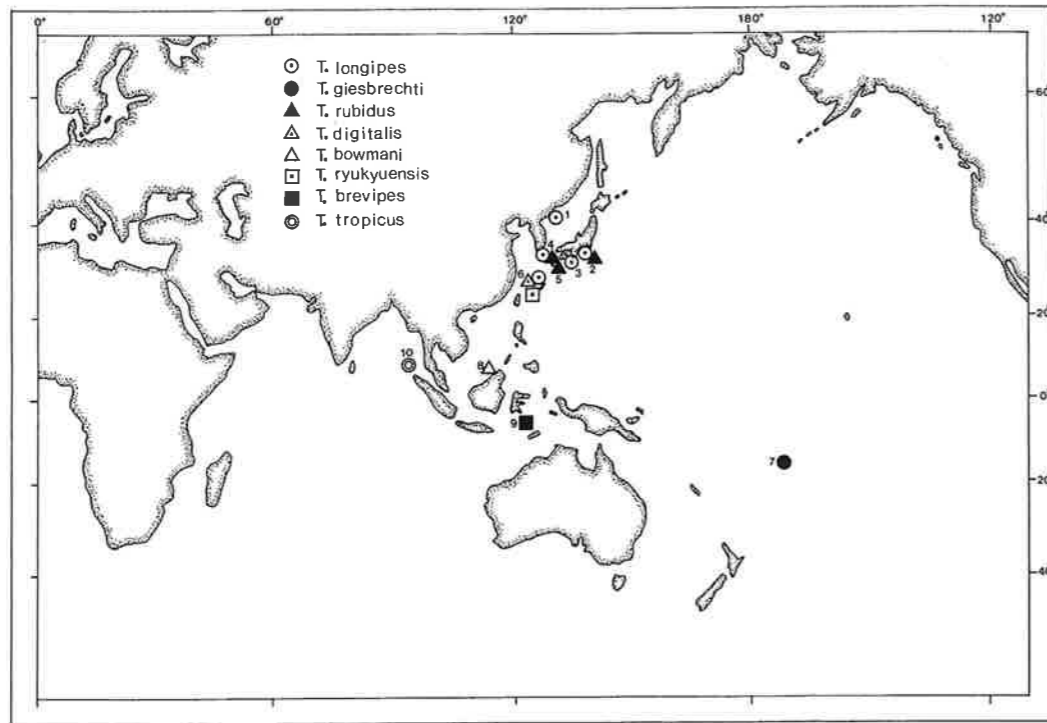 0° 60° 120° 180° 120°
T. longipes
T. giesbrechti
T. rubidus
T. digitalis
T. bowmani
T. ryukyuensis
T. brevipes
T. tropicus
60
40
20
0
20
40
1
4
2
3
5
6
10
8
9
7